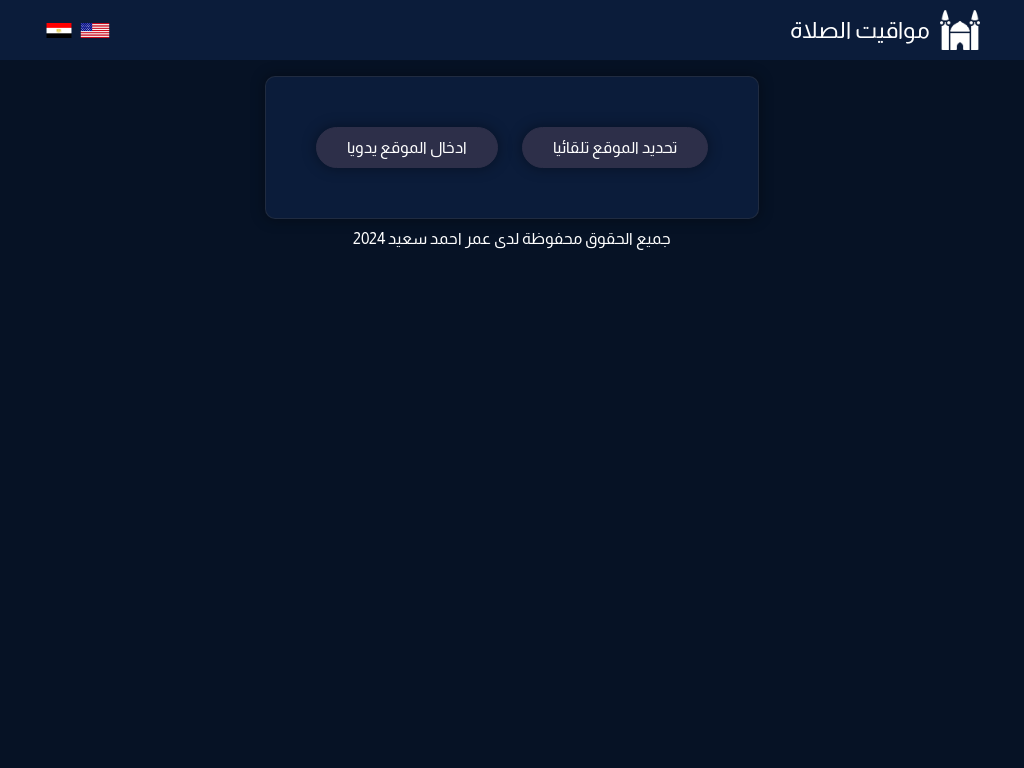 مواقيت الصلاة
تحديد الموقع تلقائيا
ادخال الموقع يدويا
جميع الحقوق محفوظة لدى عمر احمد سعيد 2024